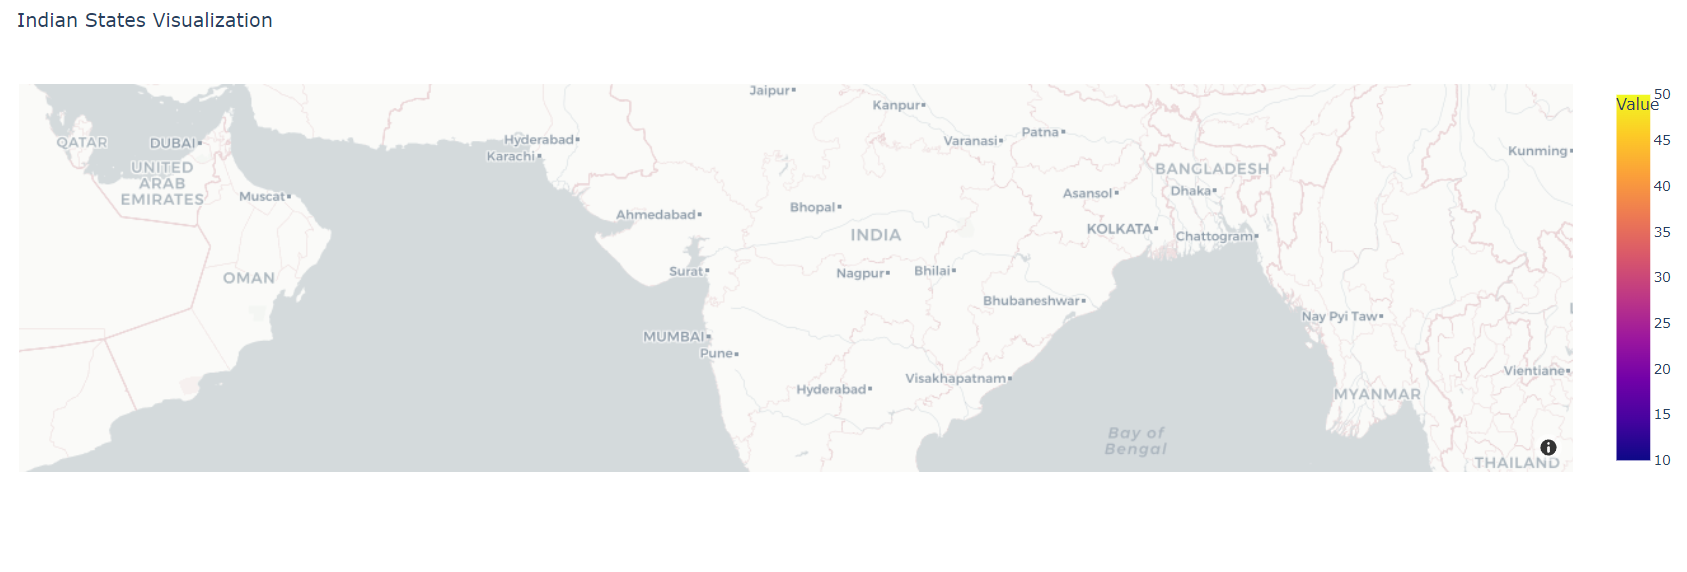 Indian States Visualization
Jaipur
Kanpur
Value
50
QATAR
DUBAI
Hyderabad
Karachi
Varanasi
Patna
45
Kunming
UNITED
ARAB
EMIRATES
BANGLADESH
40
Muscat
Asansol
Dhaka
Ahmedabad
Bhopal
INDIA
KOLKATA
Chattogram
35
OMAN
Surat
Nagpur
Bhilai
30
Bhubaneshwar
Nay Pyi Taw
25
MUMBAI
Pune
20
Hyderabad
Visakhapatnam
Vientiane
MYANMAR
15
Bay of
Bengal
THAILAND
10